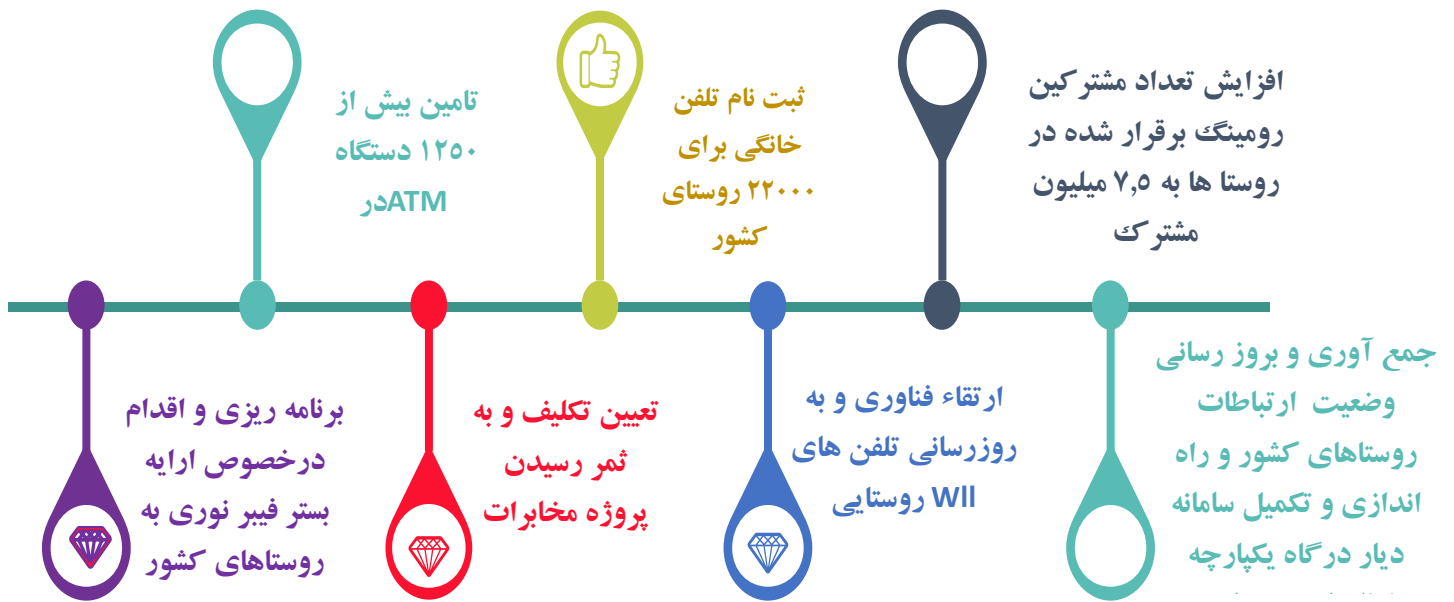 افزایش تعداد مشترکین
رومینگ برقرار شده در
روستا ها به ۷,۵ میلیون
مشترک
ثبت نام تلفن
خانگی برای
۲۲۰۰۰ روستای
کشور
تامین بیش از
۱۲۵۰ دستگاه
ATMدر
جمع آوری و بروز رسانی
وضعیت ارتباطات
روستاهای کشور و راه
اندازی و تکمیل سامانه
دیار درگاه یکپارچه
ارتقاء فناوری و به
روزرسانی تلفن های
Wll روستایی
تعیین تکلیف و به
ثمر رسیدن
پروژه مخابرات
برنامه ریزی و اقدام
درخصوص ارایه
بستر فیبر نوری به
روستاهای کشور